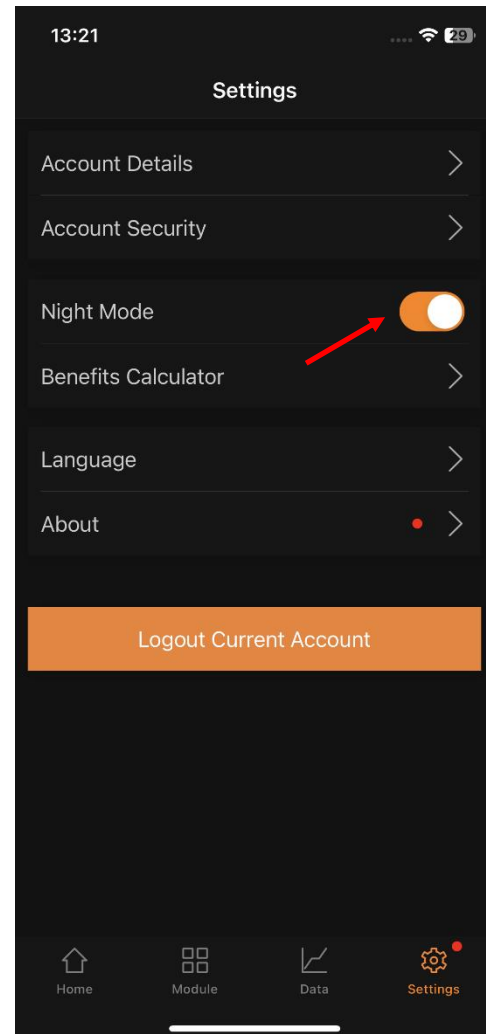 13:21
29
Settings
Account Details
Account Security
Night Mode
Benefits Calculator
Language
About
Logout Current Account
Home Module Data Settings